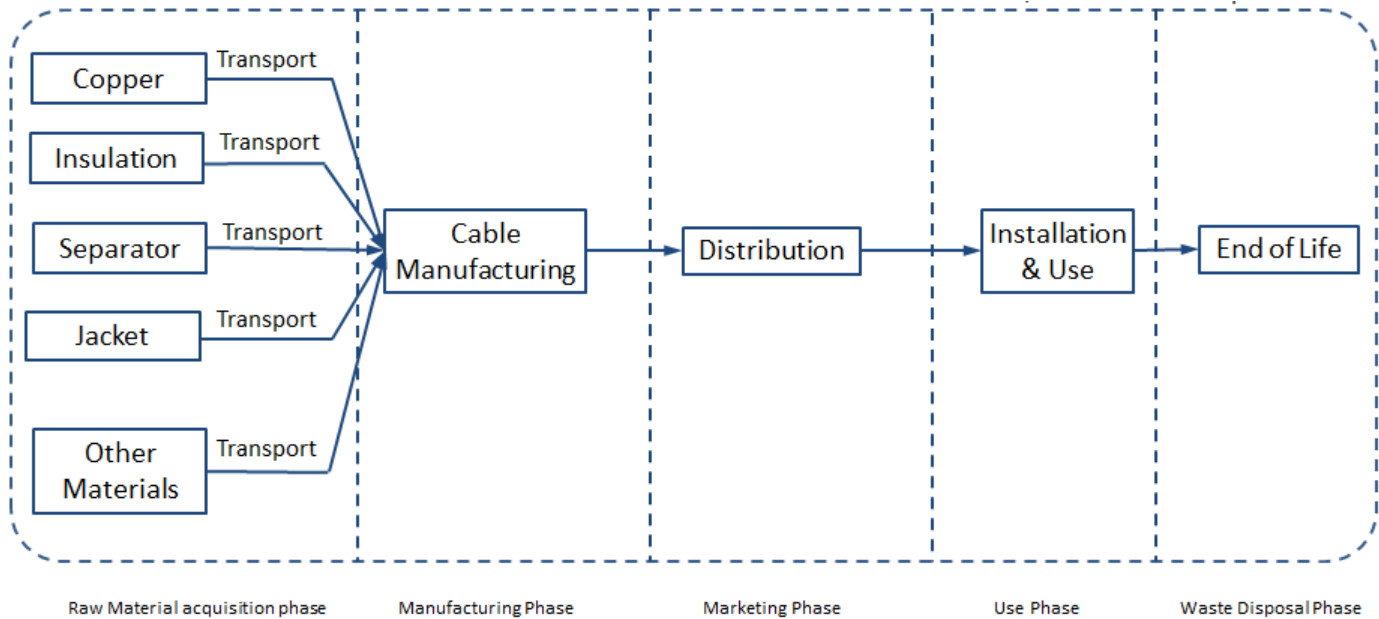 Transport
Copper
Transport
Insulation
Transport
Separator
Transport
Jacket
Transport
Other
Materials
Cable
Manufacturing
Distribution
Installation
& Use
End of Life
Raw Material acquisition phase
Manufacturing Phase
Marketing Phase
Use Phase
Waste Disposal Phase